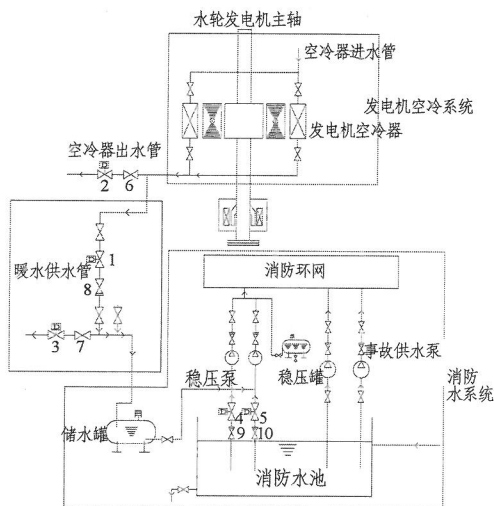 水轮发电机主轴
空冷器进水管
发电机空冷系统
发电机空冷器
空冷器出水管
2 6
1
暖水供水管
8
消防环网
3 7
事故供水泵
稳压泵
稳压罐
消防
水系统
储水罐
4 5
9 10
消防水池